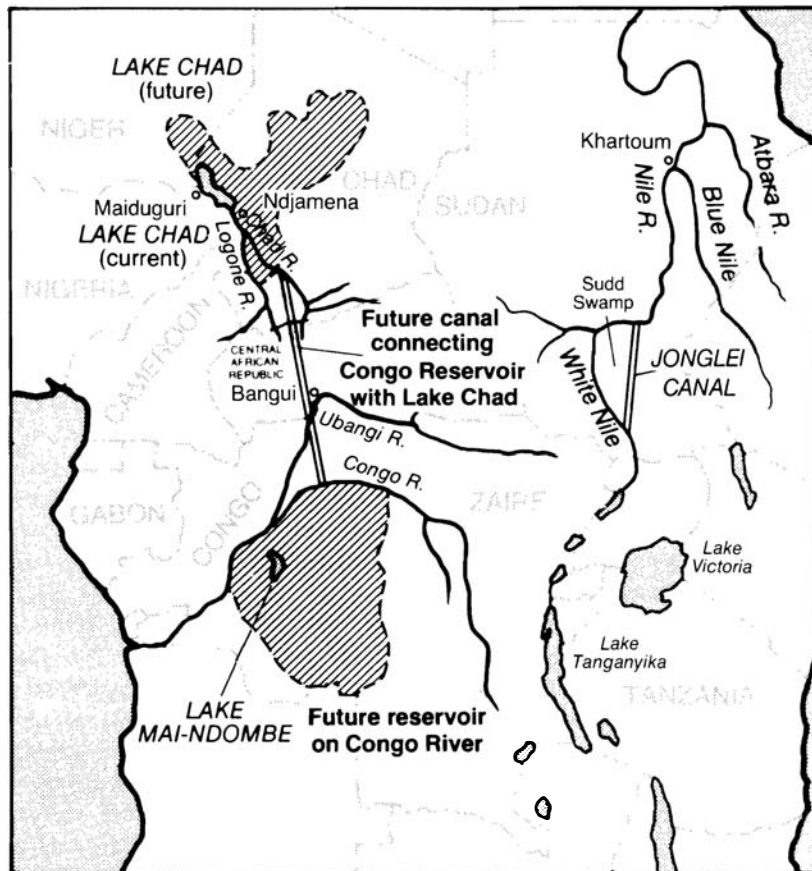 LAKE CHAD
(future)
NIGER
Khartoum
Atbara R.
Maiduguri
Ndjamena
CHAD
SUDAN
Nile R.
Blue Nile
LAKE CHAD
(current)
Logone R.
Chad R.
NIGERIA
Sudd
Swamp
Future canal
connecting
Congo Reservoir
with Lake Chad
CENTRAL
AFRICAN
REPUBLIC
CAMEROON
Bangui
White Nile
JONGLEI
CANAL
Ubangi R.
Congo R.
ZAIRE
GABON
CONGO
Lake
Victoria
Lake
Tanganyika
TANZANIA
LAKE
MAI-NDOMBE
Future reservoir
on Congo River